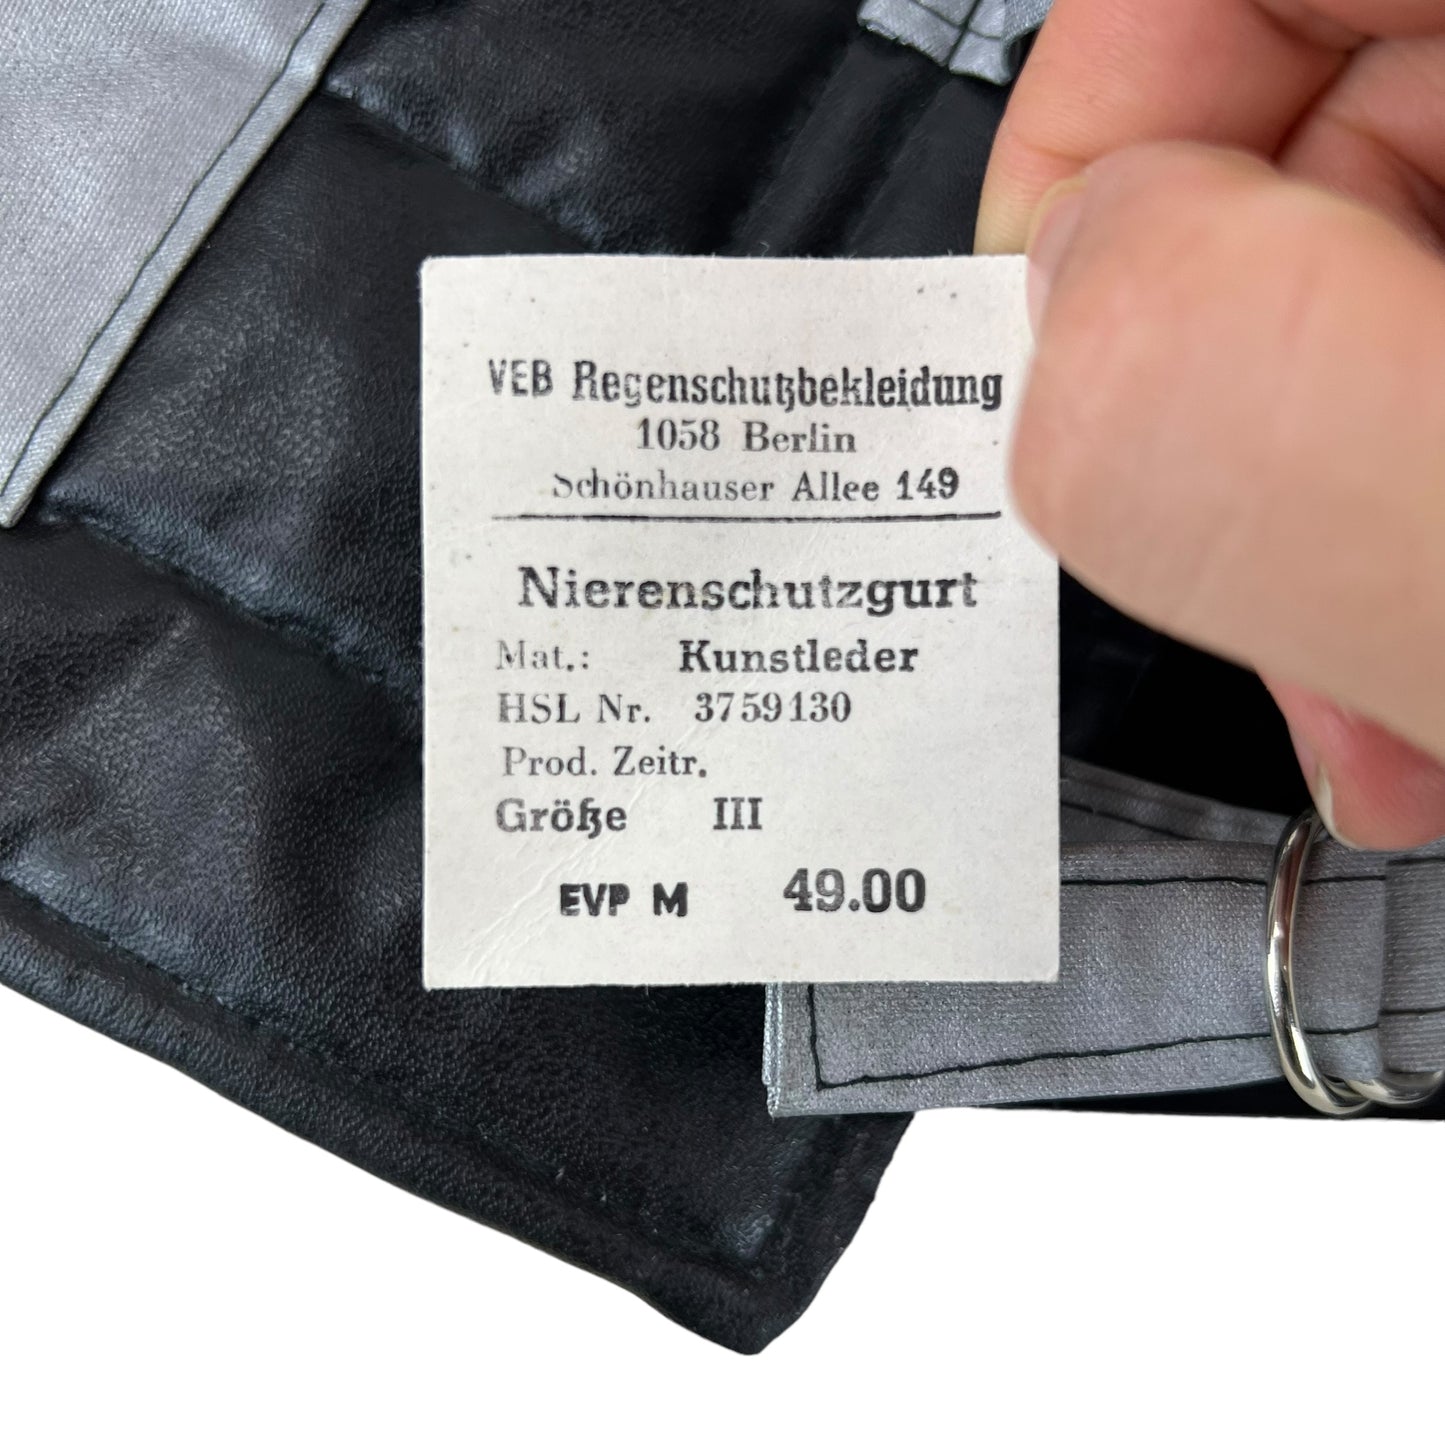 VEB Regenschutzbekleidung
1058 Berlin
Schönhauser Allee 149
Nierenschutzgurt
Mat.: Kunstleder
HSL Nr. 3759130
Prod. Zeitr.
Größe III
EVP M 49.00